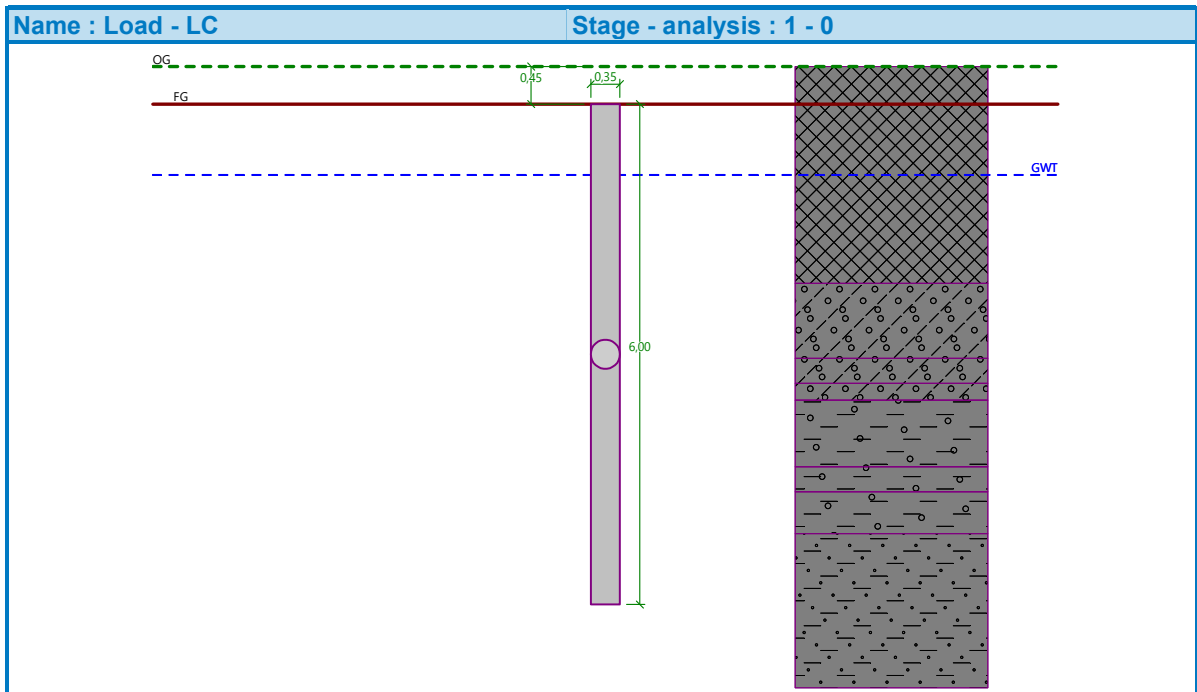 Name : Load - LC Stage - analysis : 1 - 0
OG
0,45 0,35
FG
GWT
6,00